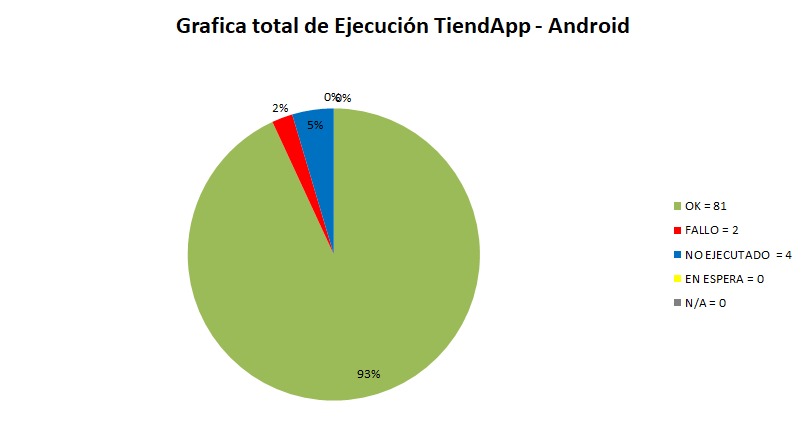 Grafica total de Ejecución TiendApp - Android
0%
0%
2%
5%
93%
OK = 81
FALLO = 2
NO EJECUTADO = 4
EN ESPERA = 0
N/A = 0